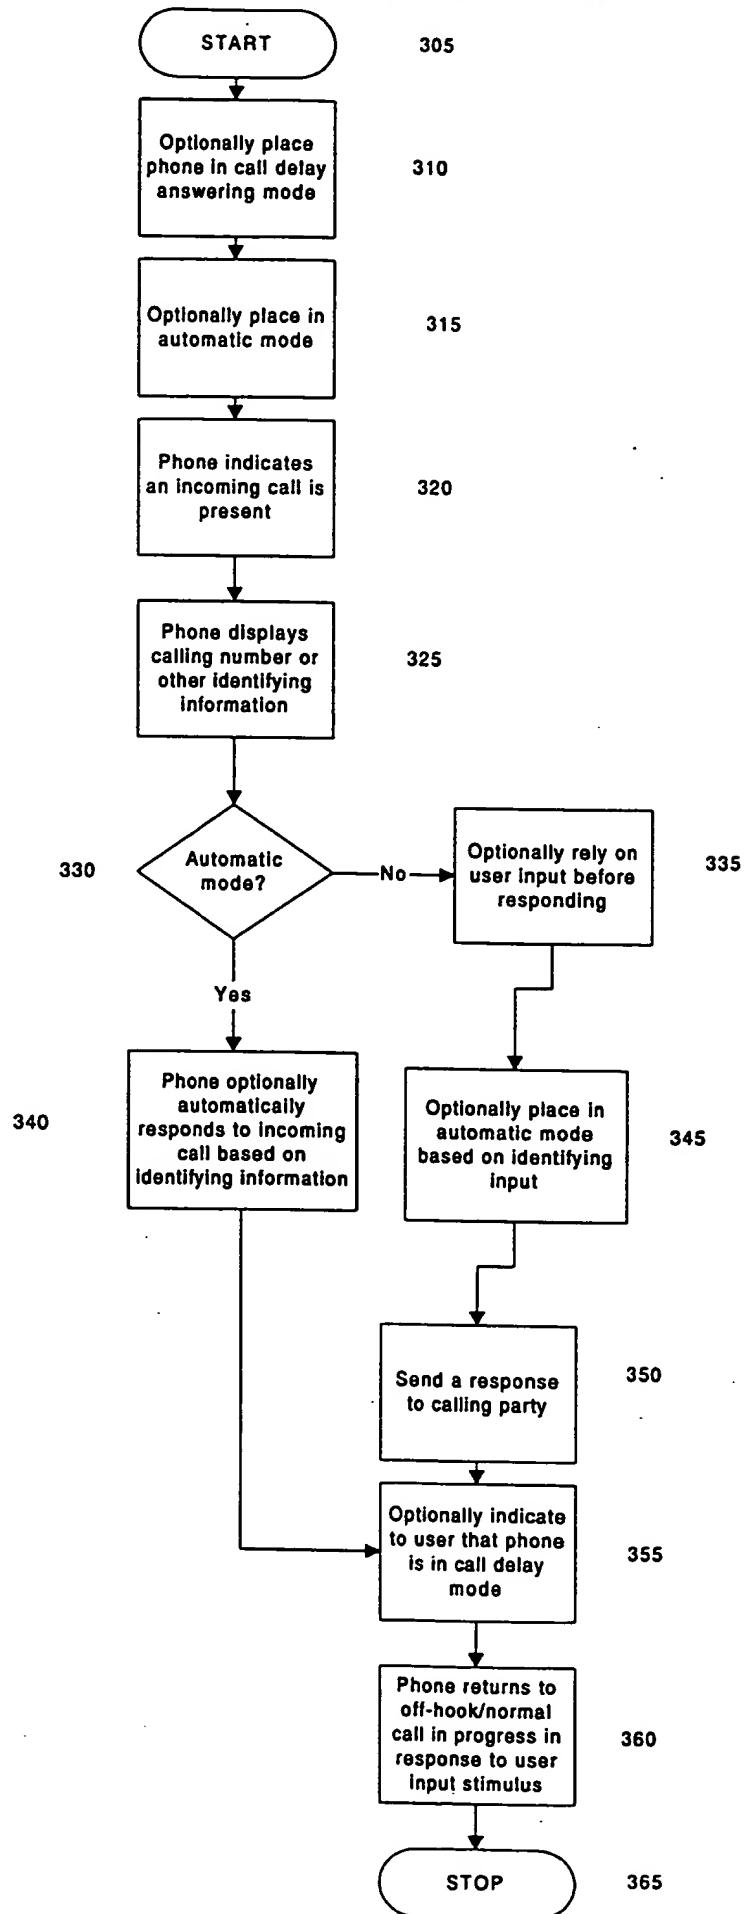 START
305
Optionally place
phone in call delay
answering mode
310
Optionally place in
automatic mode
315
Phone indicates
an incoming call is
present
320
Phone displays
calling number or
other identifying
information
325
330
Automatic
mode?
No
Optionally rely on
user input before
responding
335
Yes
340
Phone optionally
automatically
responds to incoming
call based on
identifying information
Optionally place in
automatic mode
based on identifying
input
345
Send a response
to calling party
350
Optionally indicate
to user that phone
is in call delay
mode
355
Phone returns to
off-hook/normal
call in progress in
response to user
input stimulus
360
STOP
365